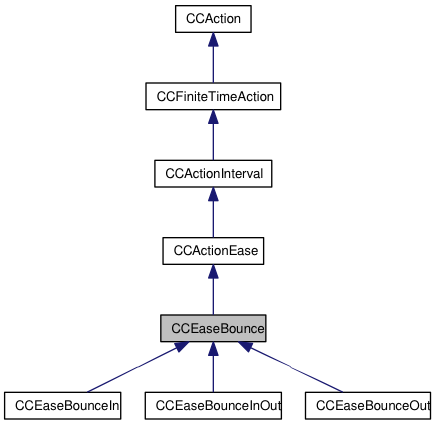 CCAction
CCFiniteTimeAction
CCActionInterval
CCActionEase
CCEaseBounce
CCEaseBounceIn
CCEaseBounceInOut
CCEaseBounceOut